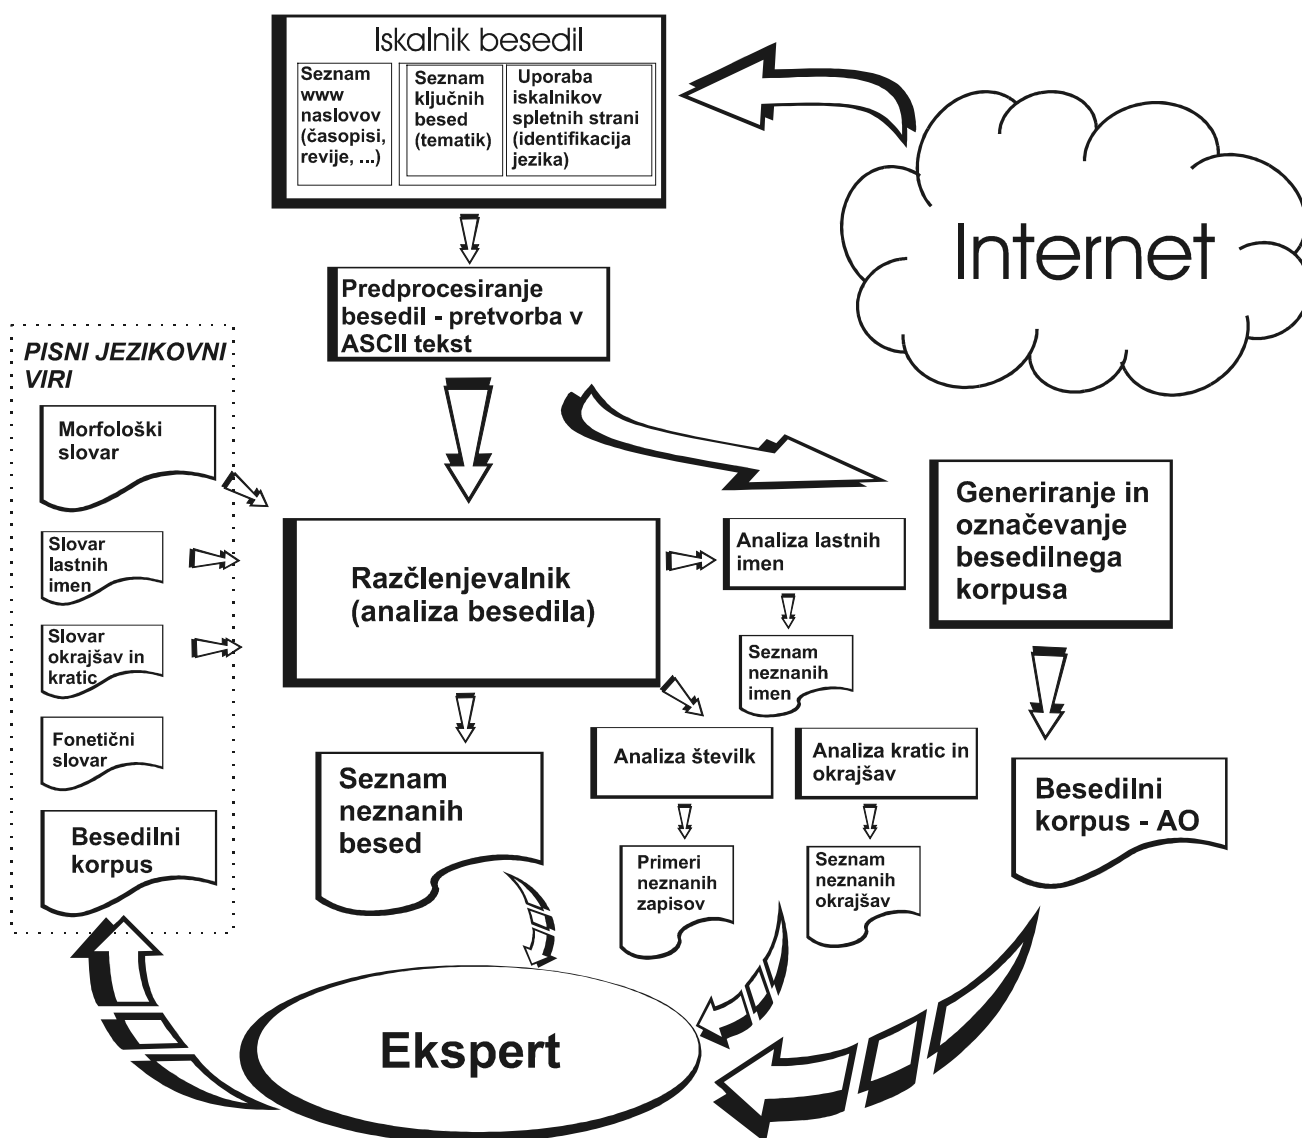 Iskalnik besedil
Seznam
www
naslovov
(časopisi,
revije, ...)
Seznam
ključnih
besed
(tematik)
Uporaba
iskalnikov
spletnih strani
(identifikacija
jezika)
Internet
Predprocesiranje
besedil - pretvorba v
ASCII tekst
PISNI JEZIKOVNI
VIRI
Morfološki
slovar
Slovar
lastnih
imen
Slovar
okrajšav in
kratic
Fonetični
slovar
Besedilni
korpus
Razčlenjevalnik
(analiza besedila)
Analiza lastnih
imen
Seznam
neznanih
imen
Generiranje in
označevanje
besedilnega
korpusa
Seznam
neznanih
besed
Analiza številk
Analiza kratic in
okrajšav
Primeri
neznanih
zapisov
Seznam
neznanih
okrajšav
Besedilni
korpus - AO
Ekspert